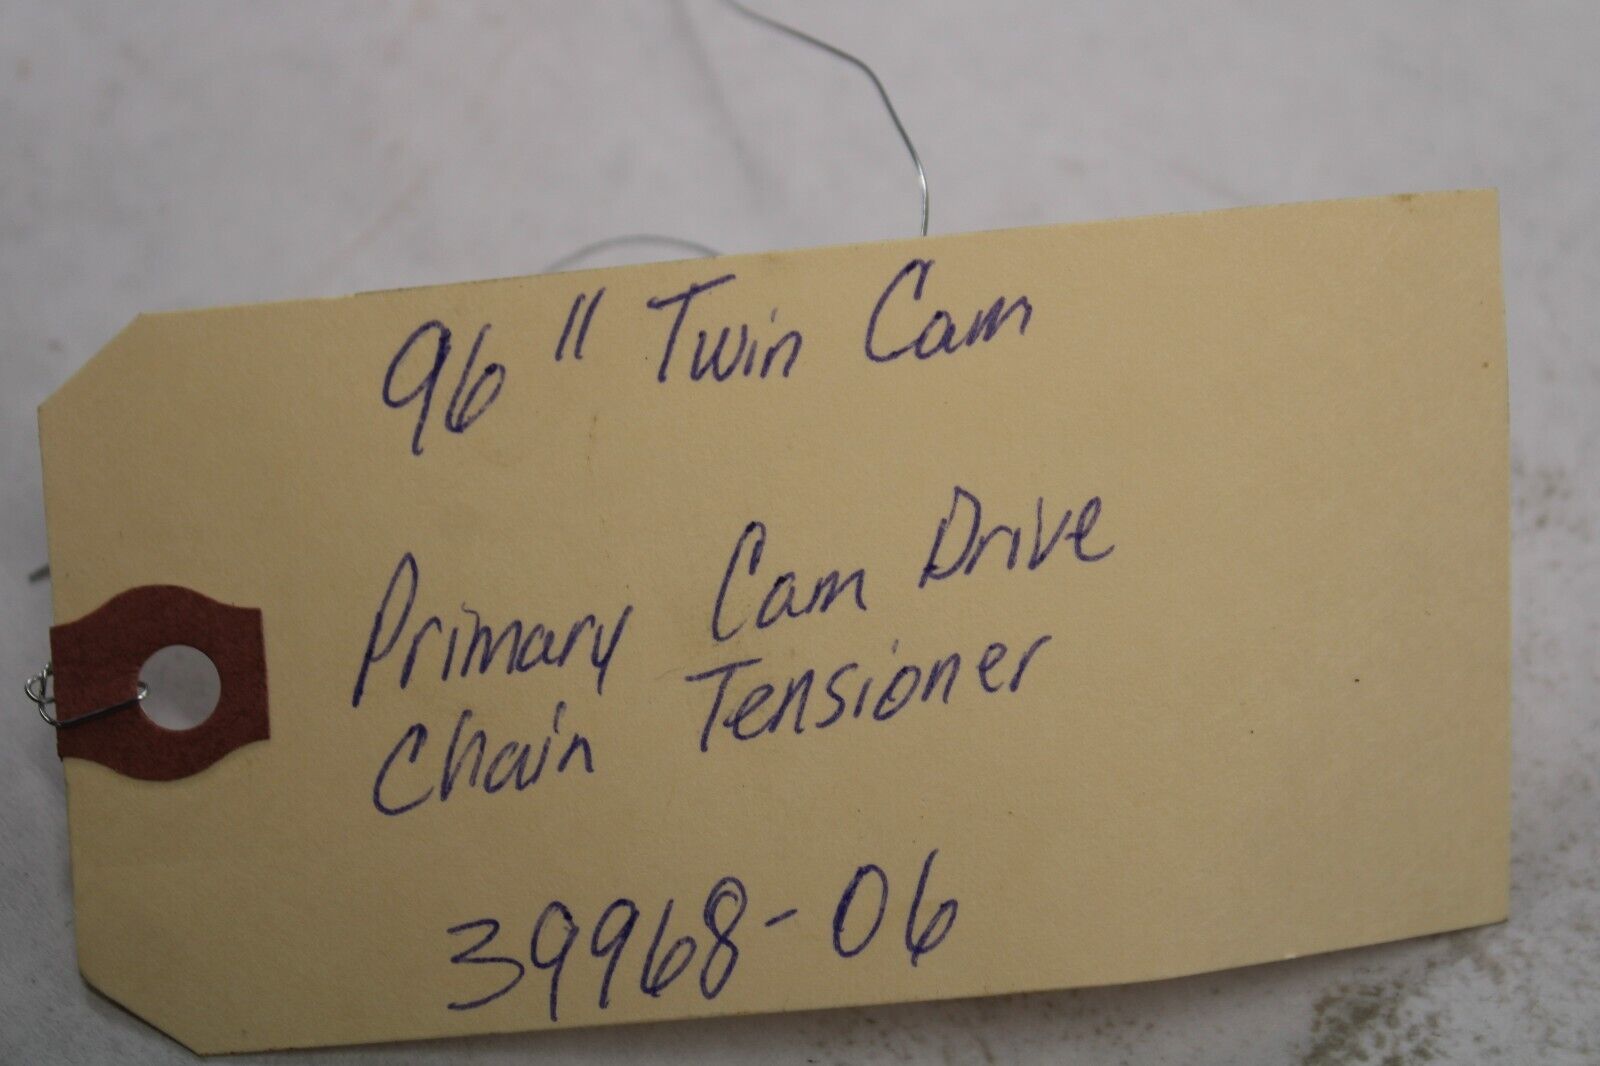 96" Twin Cam
Primary Cam Drive
Chain Tensioner
39968-06